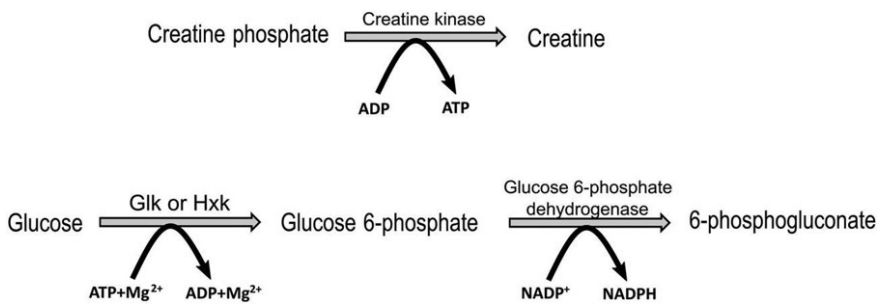 Creatine kinase
Creatine phosphate Creatine
ADP ATP
Glucose 6-phosphate
dehydrogenase
Glk or Hxk
Glucose Glucose 6-phosphate 6-phosphogluconate
ATP+Mg²⁺ ADP+Mg²⁺ NADP⁺ NADPH